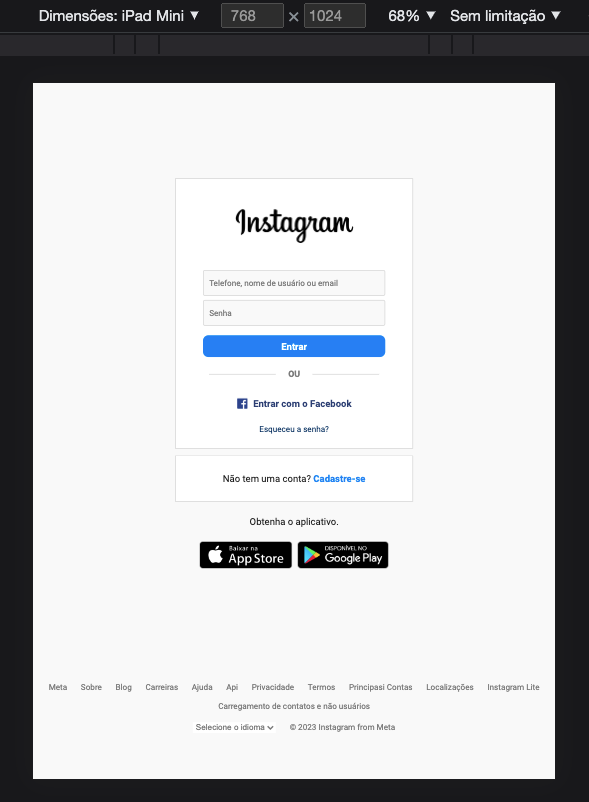 Dimensões: iPad Mini ▼ 768 × 1024 68% ▼ Sem limitação ▼
Instagram
Telefone, nome de usuário ou email
Senha
Entrar
OU
Entrar com o Facebook
Esqueceu a senha?
Não tem uma conta? Cadastre-se
Obtenha o aplicativo.
Baixar na
App Store
DISPONÍVEL NO
Google Play
Meta Sobre Blog Carreiras Ajuda Api Privacidade Termos Principasi Contas Localizações Instagram Lite
Carregamento de contatos e não usuários
Selecione o idioma © 2023 Instagram from Meta